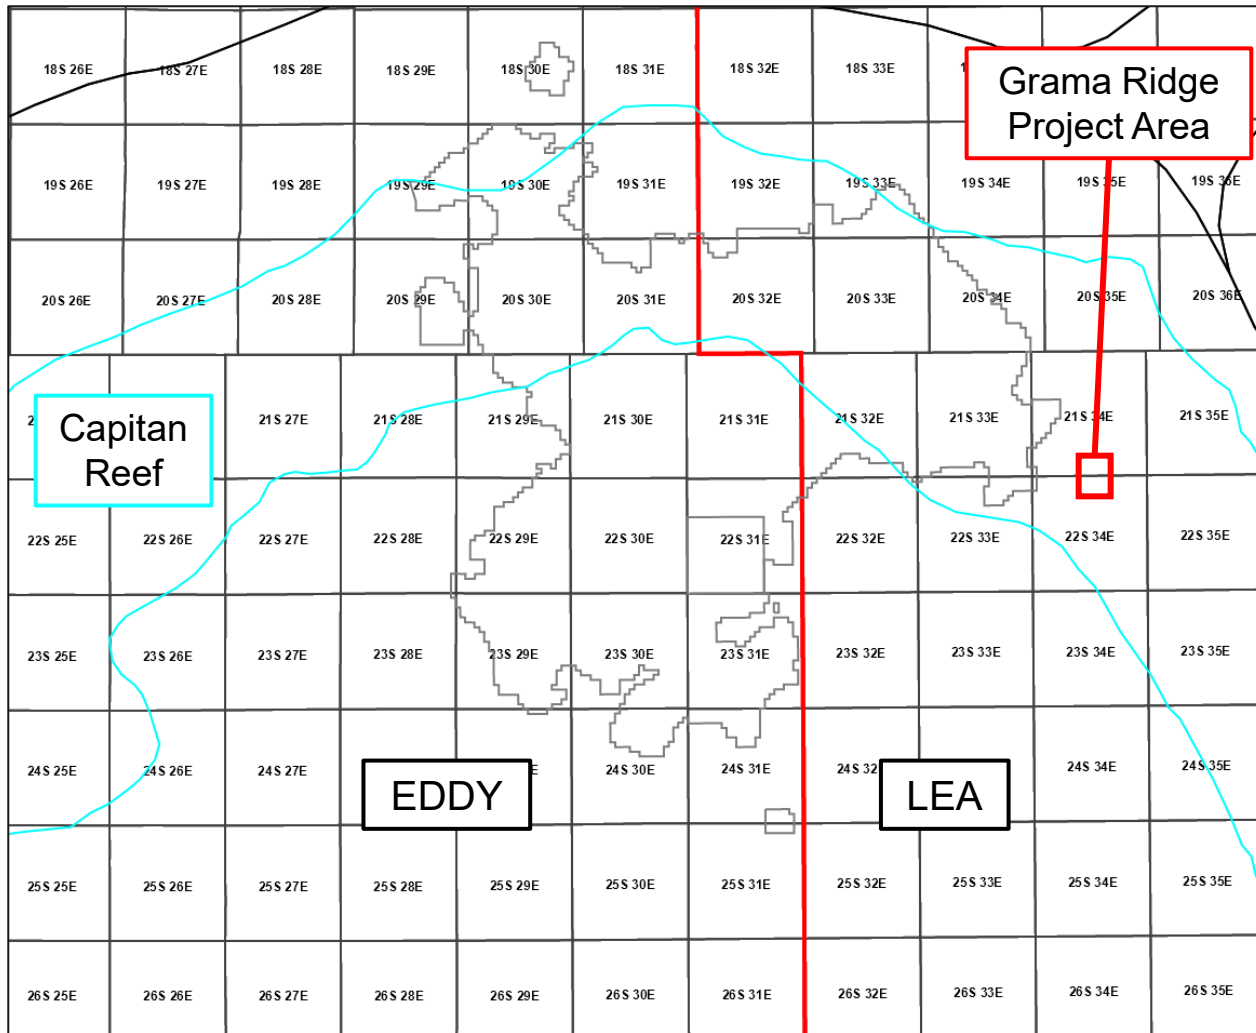 18S 26E 18S 27E 18S 28E 18S 29E 18S 30E 18S 31E 18S 32E 18S 33E
Grama Ridge
Project Area
19S 26E 19S 27E 19S 28E 19S 29E 19S 30E 19S 31E 19S 32E 19S 33E 19S 34E 19S 35E 19S 36E
20S 26E 20S 27E 20S 28E 20S 29E 20S 30E 20S 31E 20S 32E 20S 33E 20S 34E 20S 35E 20S 36E
Capitan
Reef
21S 27E 21S 28E 21S 29E 21S 30E 21S 31E 21S 32E 21S 33E 21S 34E 21S 35E
22S 25E 22S 26E 22S 27E 22S 28E 22S 29E 22S 30E 22S 31E 22S 32E 22S 33E 22S 34E 22S 35E
23S 25E 23S 26E 23S 27E 23S 28E 23S 29E 23S 30E 23S 31E 23S 32E 23S 33E 23S 34E 23S 35E
24S 25E 24S 26E 24S 27E 24S 30E 24S 31E 24S 32 24S 34E 24S 35E
EDDY
LEA
25S 25E 25S 26E 25S 27E 25S 28E 25S 29E 25S 30E 25S 31E 25S 32E 25S 33E 25S 34E 25S 35E
26S 25E 26S 26E 26S 27E 26S 28E 26S 29E 26S 30E 26S 31E 26S 32E 26S 33E 26S 34E 26S 35E